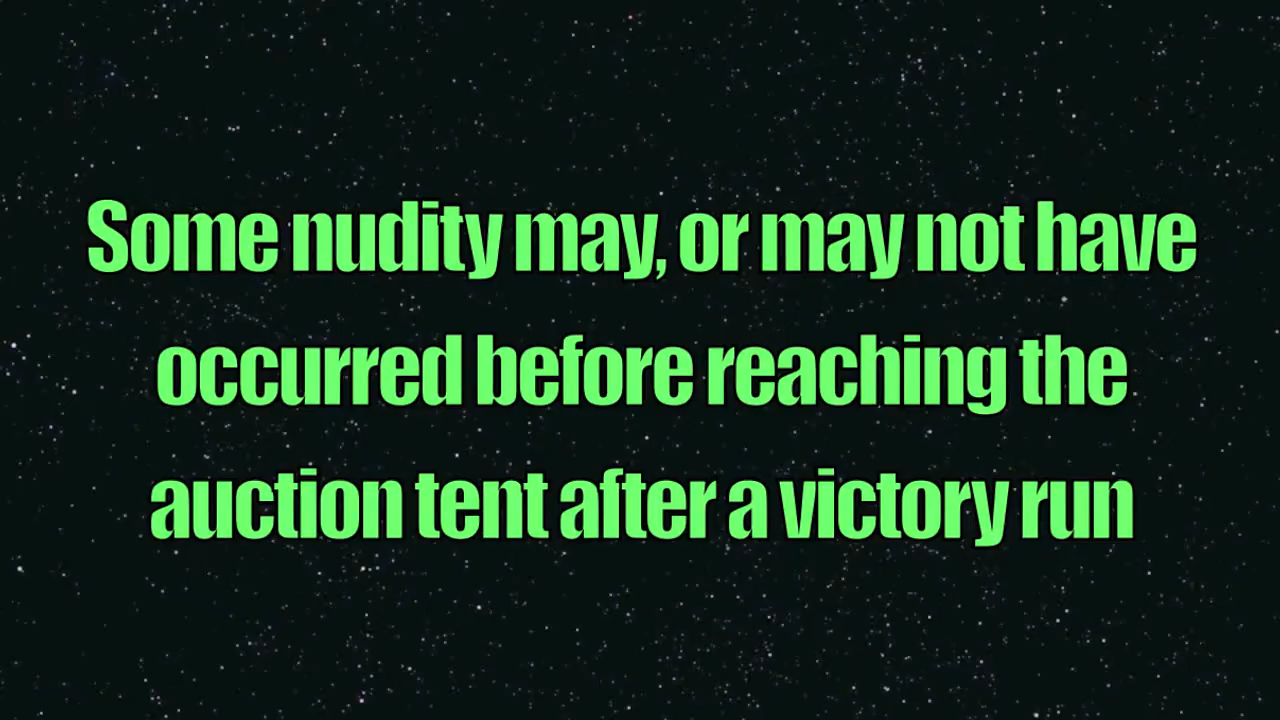 Some nudity may, or may not have
occurred before reaching the
auction tent after a victory run